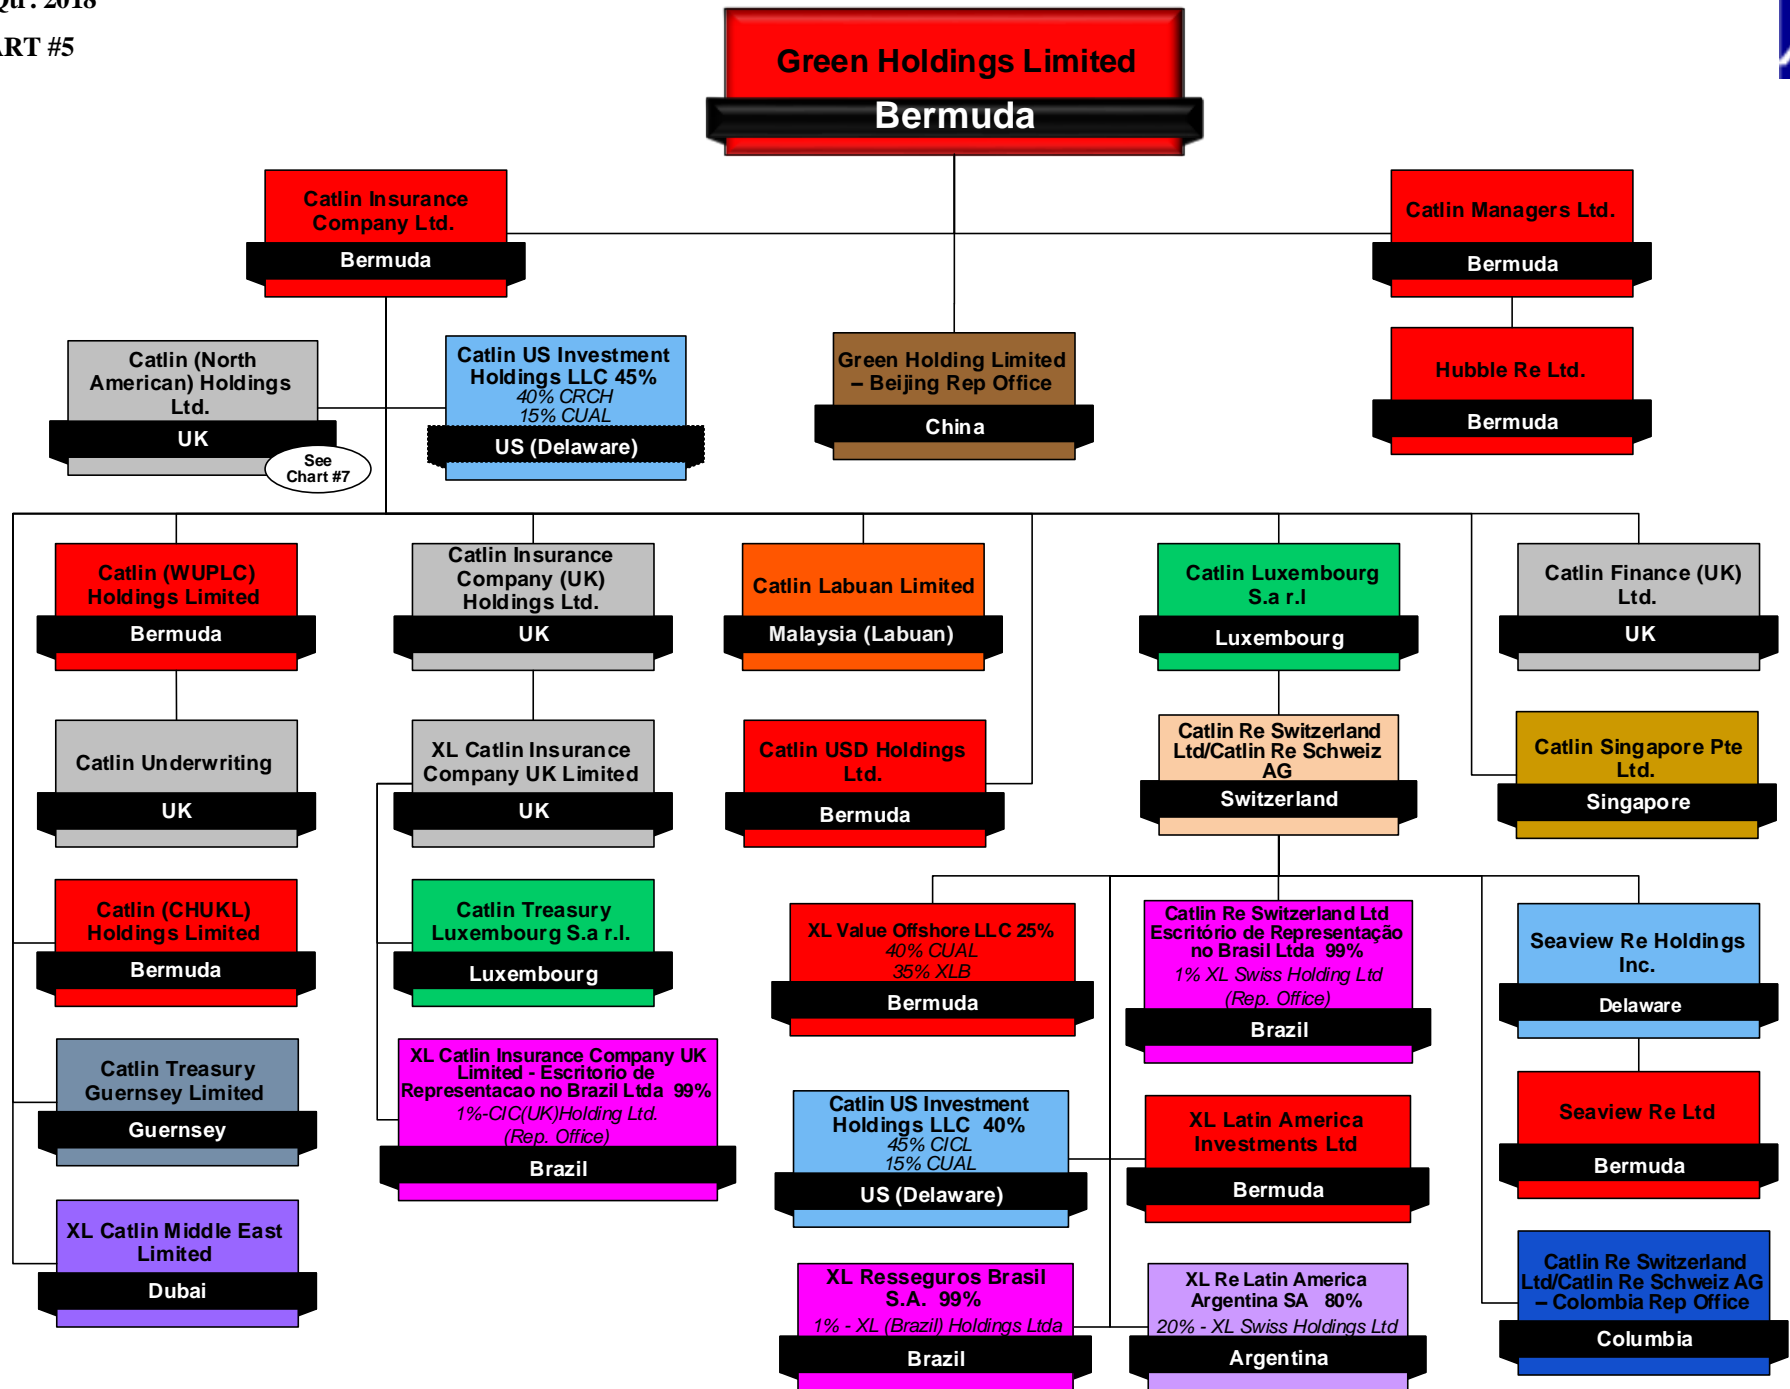 2018
ART #5
Green Holdings Limited
Bermuda
Catlin Insurance
Company Ltd.
Bermuda
Catlin Managers Ltd.
Bermuda
Catlin (North
American) Holdings
Ltd.
UK
See
Chart #7
Catlin US Investment
Holdings LLC 45%
40% CRCH
15% CUAL
US (Delaware)
Green Holding Limited
– Beijing Rep Office
China
Hubble Re Ltd.
Bermuda
Catlin (WUPLC)
Holdings Limited
Bermuda
Catlin Insurance
Company (UK)
Holdings Ltd.
UK
Catlin Labuan Limited
Malaysia (Labuan)
Catlin Luxembourg
S.a r.l
Luxembourg
Catlin Finance (UK)
Ltd.
UK
Catlin Underwriting
UK
XL Catlin Insurance
Company UK Limited
UK
Catlin USD Holdings
Ltd.
Bermuda
Catlin Re Switzerland
Ltd/Catlin Re Schweiz
AG
Switzerland
Catlin Singapore Pte
Ltd.
Singapore
Catlin (CHUKL)
Holdings Limited
Bermuda
Catlin Treasury
Luxembourg S.a r.l.
Luxembourg
XL Value Offshore LLC 25%
40% CUAL
35% XLB
Bermuda
Catlin Re Switzerland Ltd
Escritório de Representação
no Brasil Ltda 99%
1% XL Swiss Holding Ltd
(Rep. Office)
Brazil
Seaview Re Holdings
Inc.
Delaware
Catlin Treasury
Guernsey Limited
Guernsey
XL Catlin Insurance Company UK
Limited - Escritorio de
Representacao no Brazil Ltda 99%
1%-CIC(UK)Holding Ltd.
(Rep. Office)
Brazil
Catlin US Investment
Holdings LLC 40%
45% CICL
15% CUAL
US (Delaware)
XL Latin America
Investments Ltd
Bermuda
Seaview Re Ltd
Bermuda
XL Catlin Middle East
Limited
Dubai
XL Resseguros Brasil
S.A. 99%
1% - XL (Brazil) Holdings Ltda
Brazil
XL Re Latin America
Argentina SA 80%
20% - XL Swiss Holdings Ltd
Argentina
Catlin Re Switzerland
Ltd/Catlin Re Schweiz AG
– Colombia Rep Office
Columbia